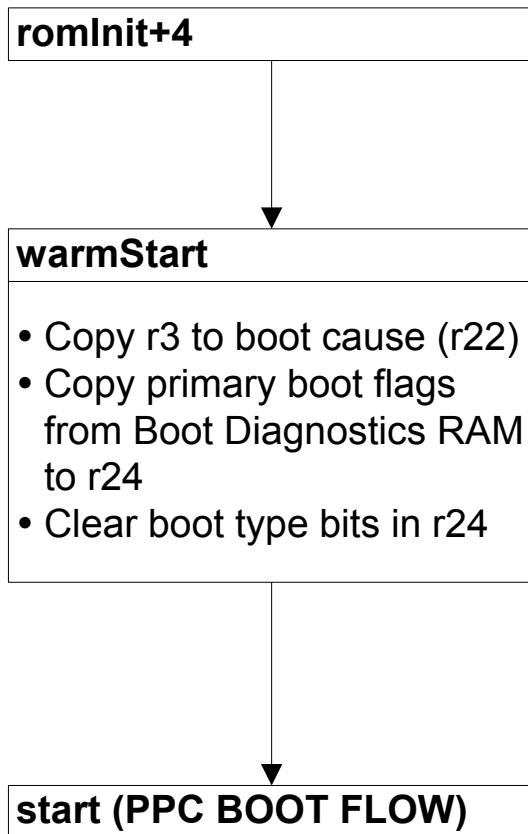 romInit+4
warmStart
• Copy r3 to boot cause (r22)
• Copy primary boot flags
from Boot Diagnostics RAM
to r24
• Clear boot type bits in r24
start (PPC BOOT FLOW)